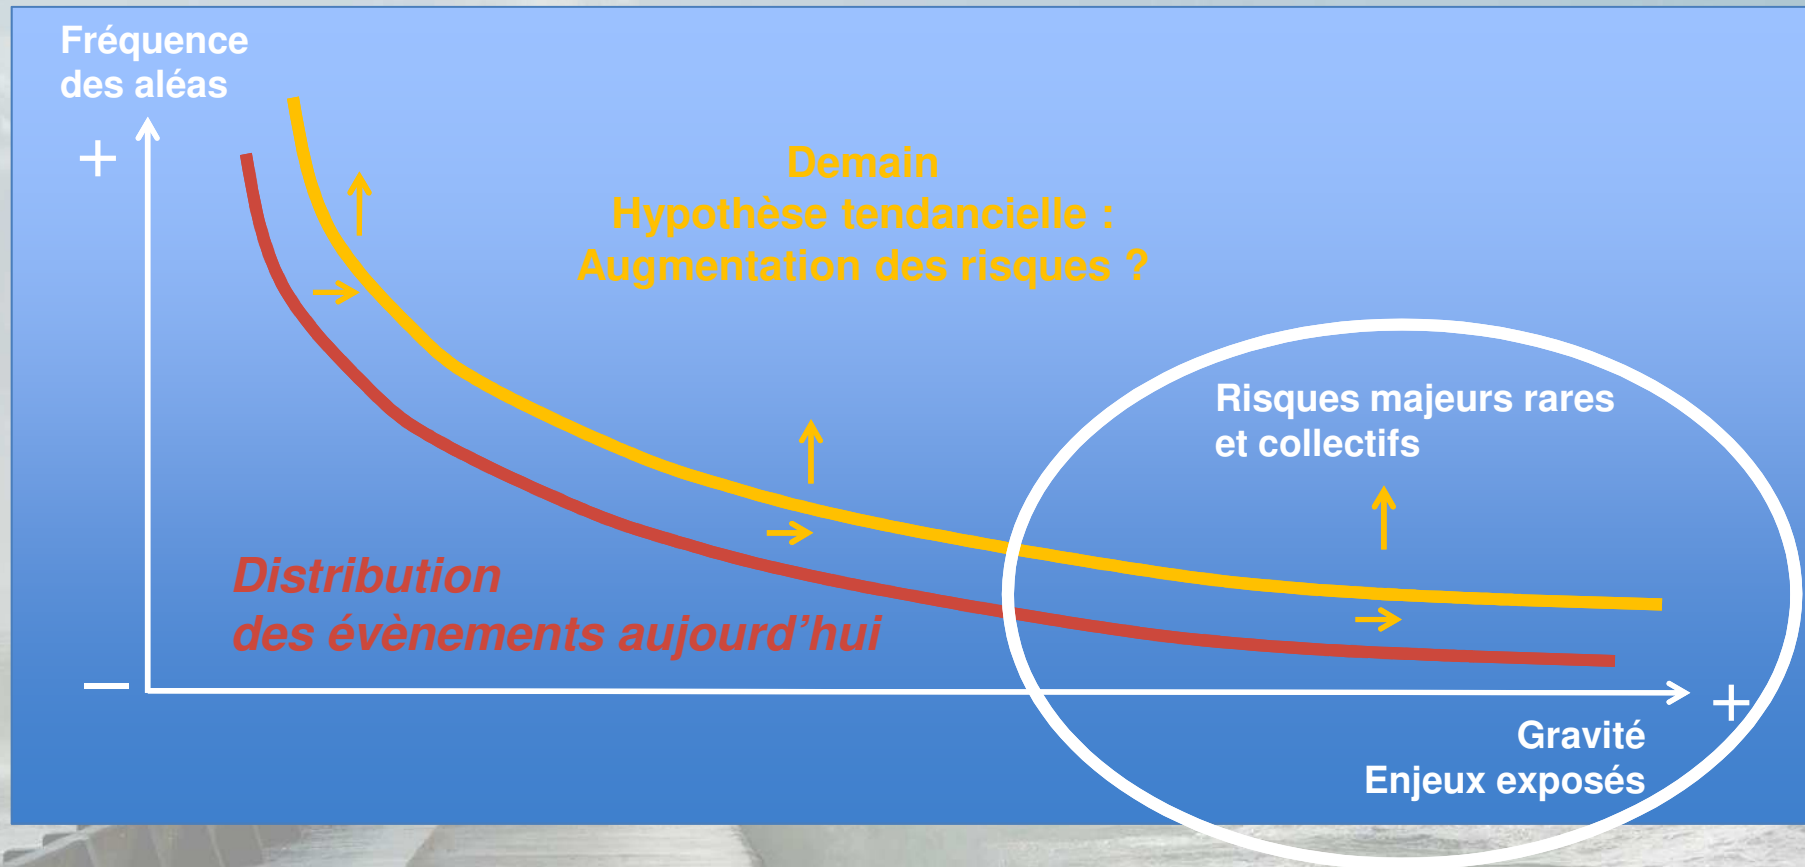 Fréquence
des aléas
+
Demain
Hypothèse tendancielle :
Augmentation des risques ?
Risques majeurs rares
et collectifs
Distribution
des évènements aujourd’hui
–
+
Gravité
Enjeux exposés